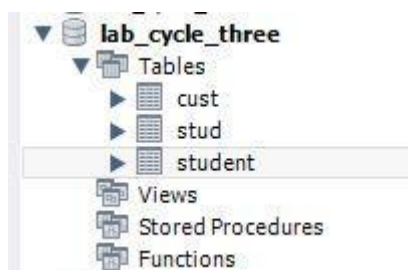 lab_cycle_three
Tables
cust
stud
student
Views
Stored Procedures
Functions